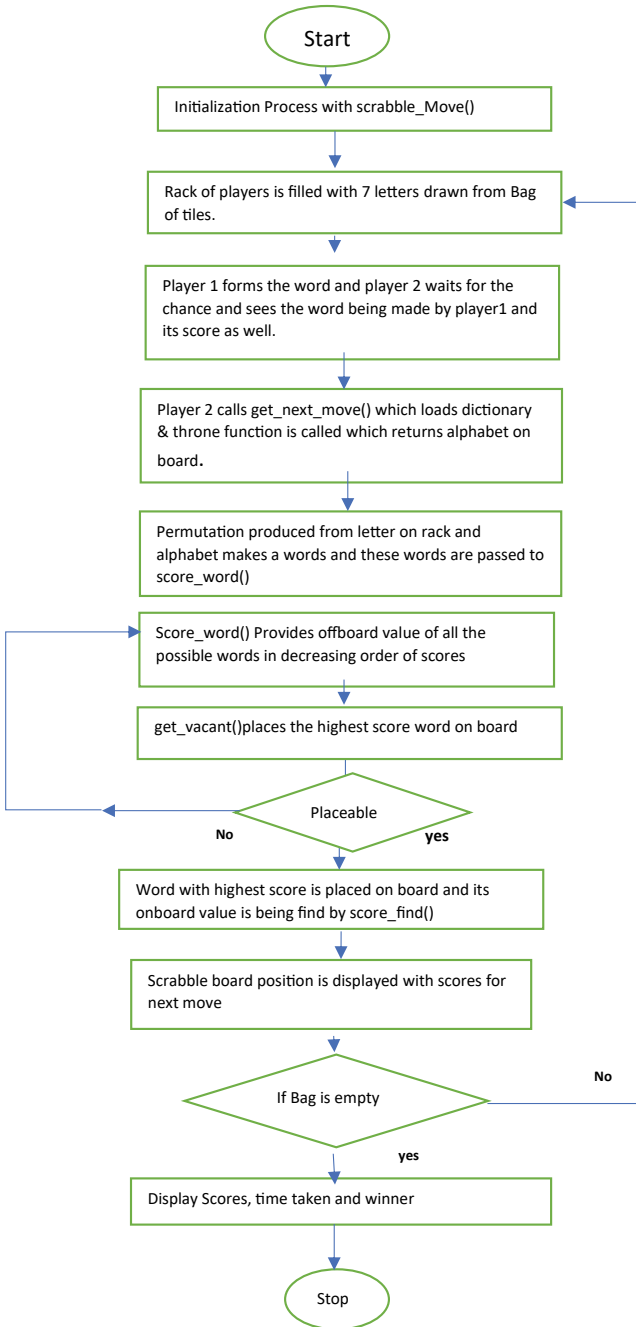 Start
Initialization Process with scrabble_Move()
Rack of players is filled with 7 letters drawn from Bag
of tiles.
Player 1 forms the word and player 2 waits for the
chance and sees the word being made by player1 and
its score as well.
Player 2 calls get_next_move() which loads dictionary
& throne function is called which returns alphabet on
board.
Permutation produced from letter on rack and
alphabet makes a words and these words are passed to
score_word()
Score_word() Provides offboard value of all the
possible words in decreasing order of scores
get_vacant()places the highest score word on board
Placeable
No
yes
Word with highest score is placed on board and its
onboard value is being find by score_find()
Scrabble board position is displayed with scores for
next move
If Bag is empty
No
yes
Display Scores, time taken and winner
Stop